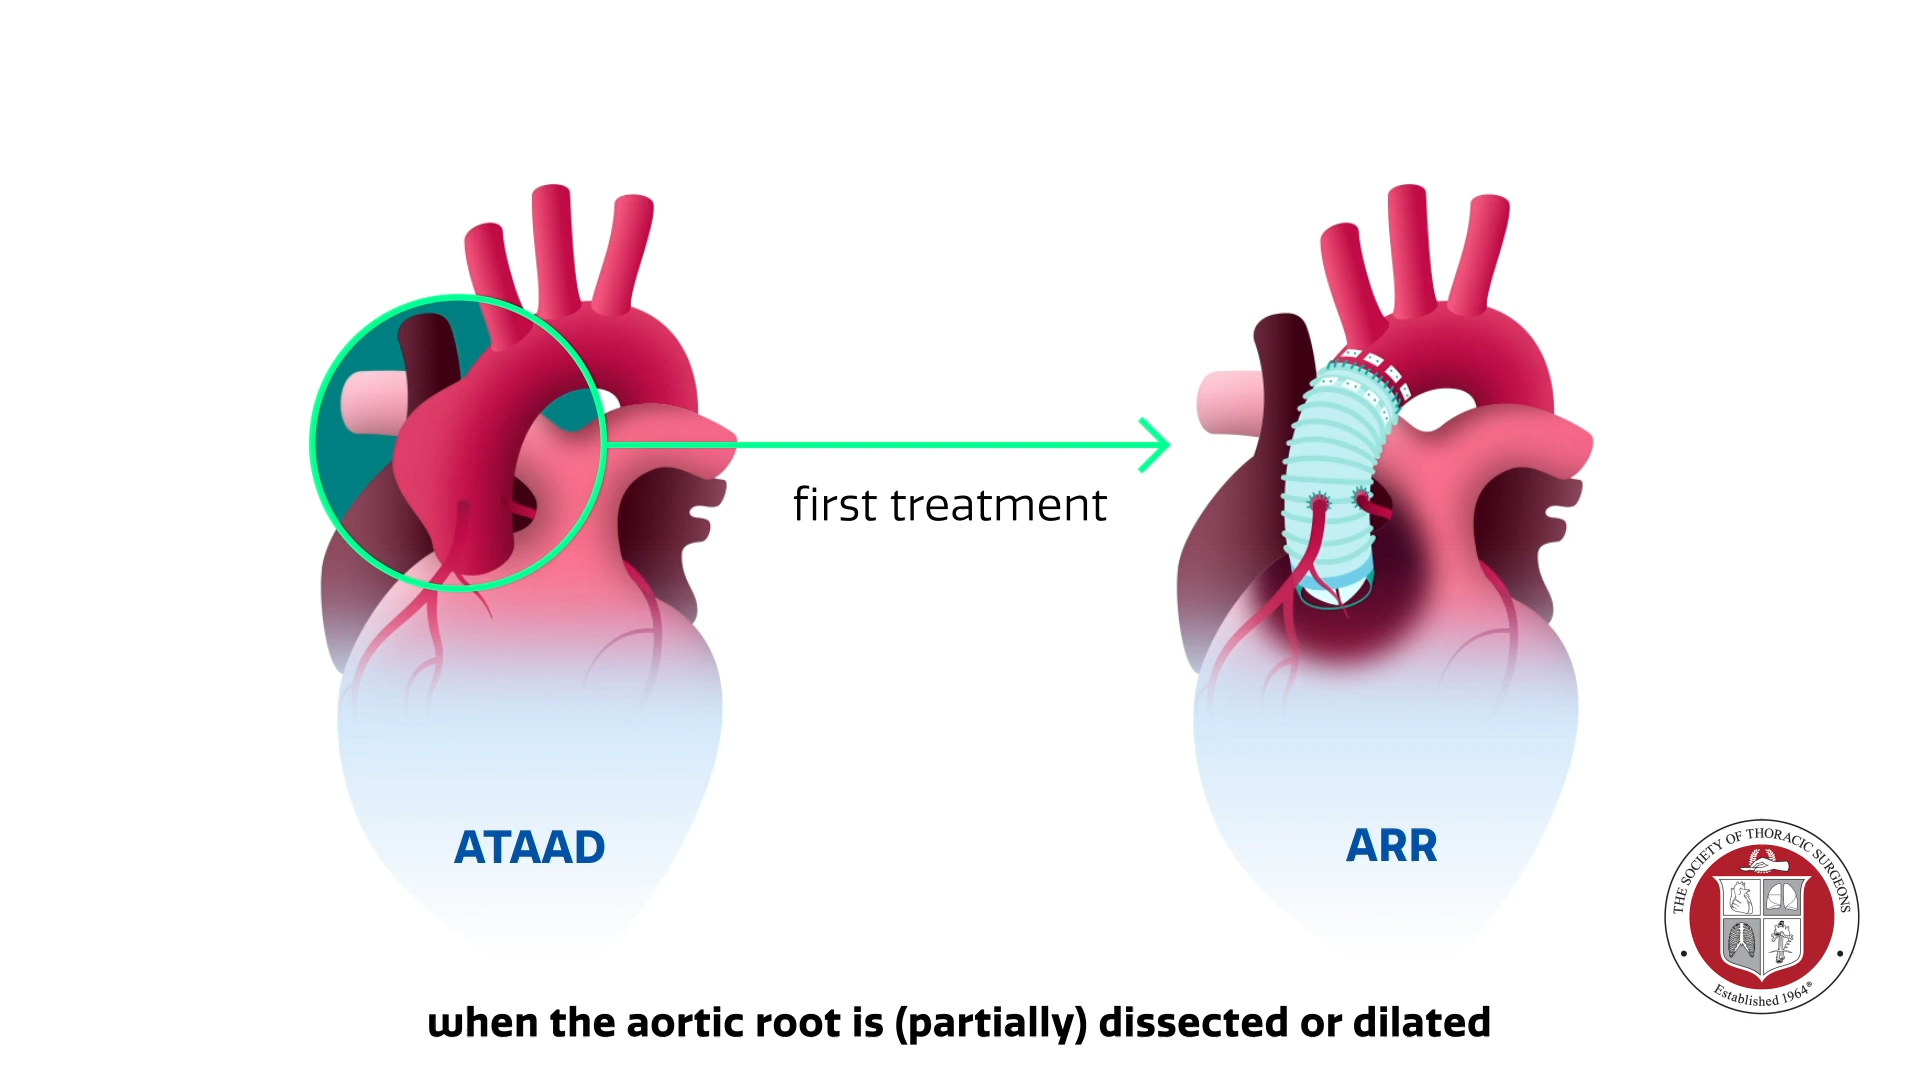 first treatment
ATAAD
ARR
THE SOCIETY OF THORACIC SURGEONS
Established 1964®
when the aortic root is (partially) dissected or dilated